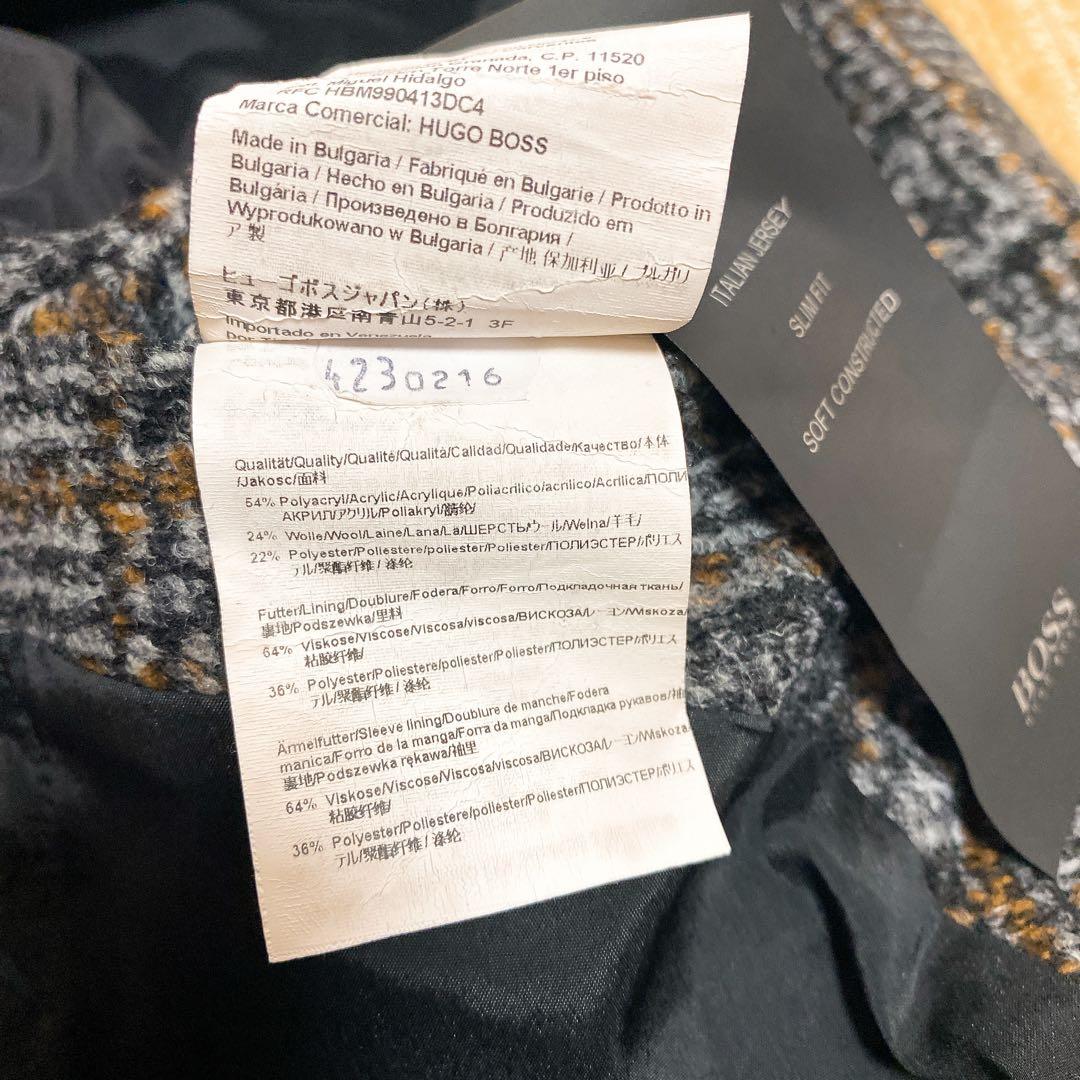 C.P. 11520
Torre Norte 1er piso
Miguel Hidalgo
RFC HBM990413DC4
Marca Comercial: HUGO BOSS
Made in Bulgaria / Fabriqué en Bulgarie / Prodotto in
Bulgaria / Hecho en Bulgaria / Produzido em
Bulgária / Произведено в Болгария /
Wyprodukowano w Bulgaria / 产地 保加利亚 / ブルガリ
ア製
ヒューゴボスジャパン(株)
東京都港区南青山5-2-1 3F
Importado en Venezuela
4230216
Qualität/Quality/Qualité/Qualità/Calidad/Qualidade/Качество/本体
/Jakosc/面料
54% Polyacryl/Acrylic/Acrylique/Poliacrilico/acrilico/Acrílica/ПОЛИ
АКРИЛ/アクリル/Poliakryl/腈纶/
24% Wolle/Wool/Laine/Lana/Lã/ШЕРСТЬ/ウール/Welna/羊毛/
22% Polyester/Poliestere/poliester/Poliester/ПОЛИЭСТЕР/ポリエス
テル/聚酯纤维/ 涤纶
Futter/Lining/Doublure/Fodera/Forro/Forro/Подкладочная ткань/
裏地/Podszewka/里料
64% Viskose/Viscose/Viscosa/viscosa/ВИСКОЗА/レーヨン/Wiskoza/
粘胶纤维/
36% Polyester/Poliestere/poliester/Poliester/ПОЛИЭСТЕР/ポリエス
テル/聚酯纤维/ 涤纶
Ärmelfutter/Sleeve lining/Doublure de manche/Fodera
manica/Forro de la manga/Forra da manga/Подкладка рукавов/袖
裏地/Podszewka rękawa/袖里
64% Viskose/Viscose/Viscosa/viscosa/ВИСКОЗА/レーヨン/Wiskoza/
粘胶纤维/
36% Polyester/Poliestere/poliester/Poliester/ПОЛИЭСТЕР/ポリエス
テル/聚酯纤维/ 涤纶
ITALIAN JERSEY
SLIM FIT
SOFT CONSTRUCTED
BOSS